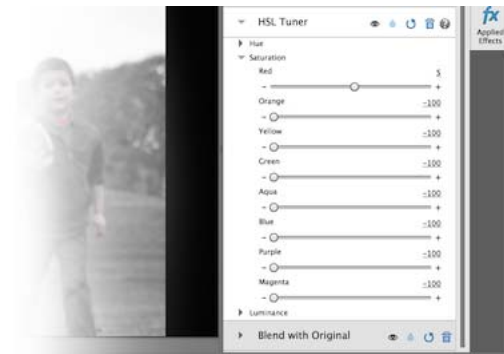 HSL Tuner
Hue
Saturation
Red 5
- +
Orange -100
- +
Yellow -100
- +
Green -100
- +
Aqua -100
- +
Blue -100
- +
Purple -100
- +
Magenta -100
- +
Luminance
Blend with Original
fx
Applied
Effects